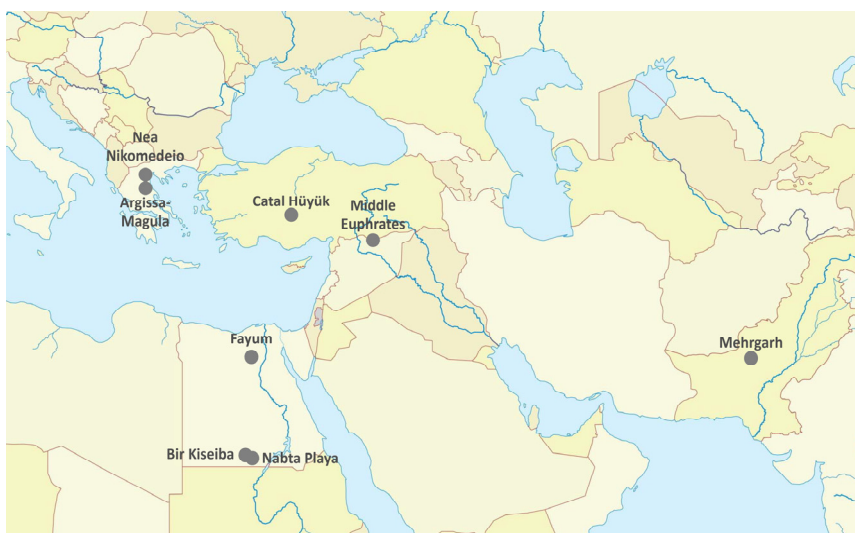 Nea
Nikomedeio
Argissa-
Magula
Catal Hüyük
Middle
Euphrates
Fayum
Mehrgarh
Bir Kiseiba
Nabta Playa